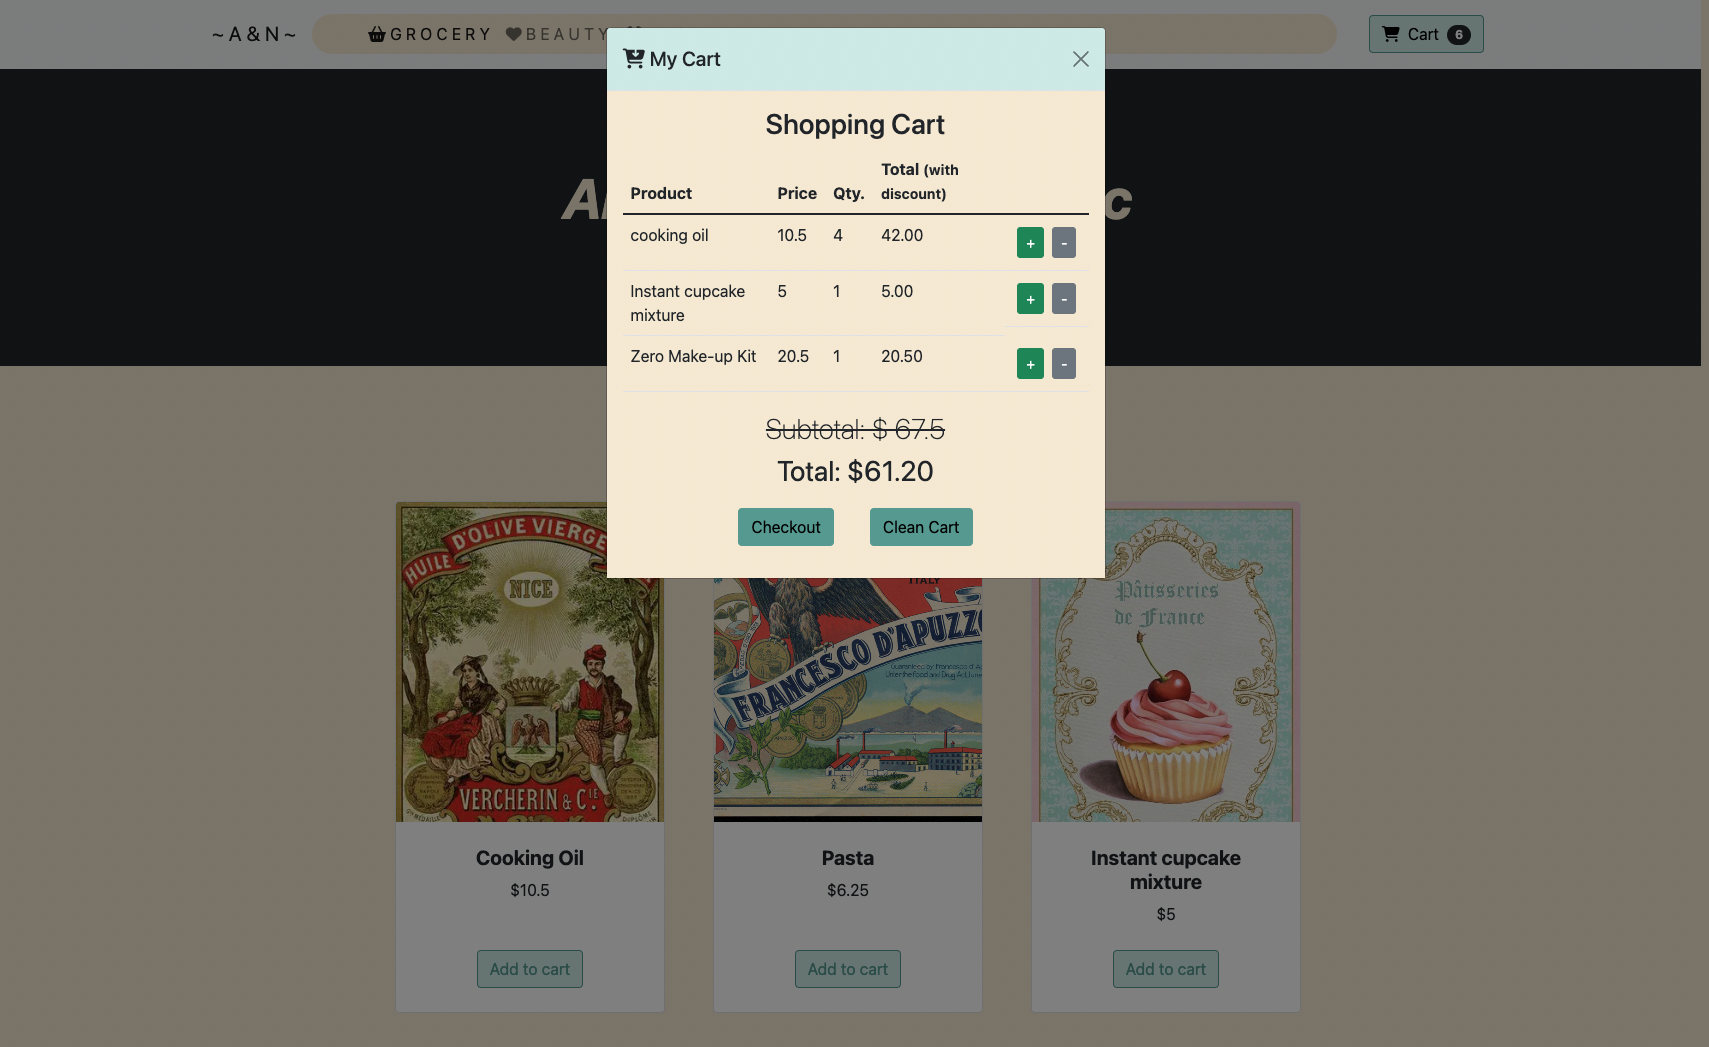 ~A&N~
GROCERY
BEAUTY
Cart 6
My Cart
Shopping Cart
Product Price Qty. Total (with discount)
cooking oil 10.5 4 42.00 + -
Instant cupcake mixture 5 1 5.00 + -
Zero Make-up Kit 20.5 1 20.50 + -
Subtotal: $ 67.5
Total: $61.20
Checkout Clean Cart
HUILE D'OLIVE VIERGE
NICE
VERCHERIN & CIE
ITALY
FRANCESCO D'APUZZO
Pâtisseries
de France
Cooking Oil
$10.5
Add to cart
Pasta
$6.25
Add to cart
Instant cupcake
mixture
$5
Add to cart